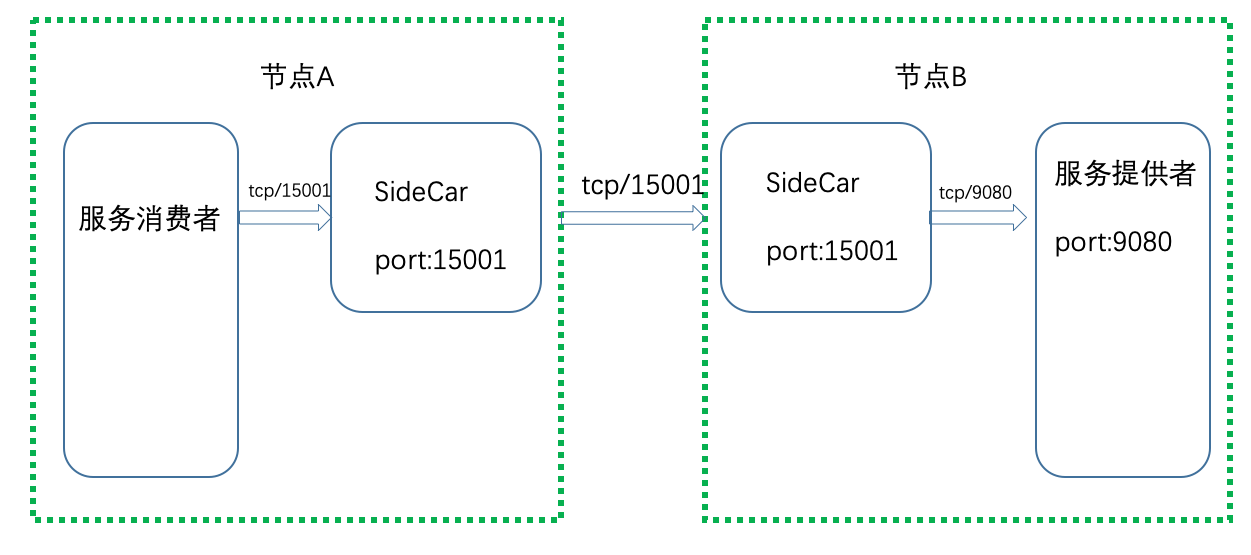 节点A
服务消费者
tcp/15001
SideCar
port:15001
tcp/15001
节点B
SideCar
port:15001
tcp/9080
服务提供者
port:9080